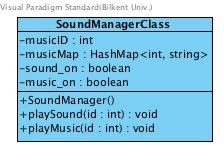 Visual Paradigm Standard(Bilkent Univ.)
SoundManagerClass
-musicID : int
-musicMap : HashMap<int, string>
-sound_on : boolean
-music_on : boolean
+SoundManager()
+playSound(id : int) : void
+playMusic(id : int) : void